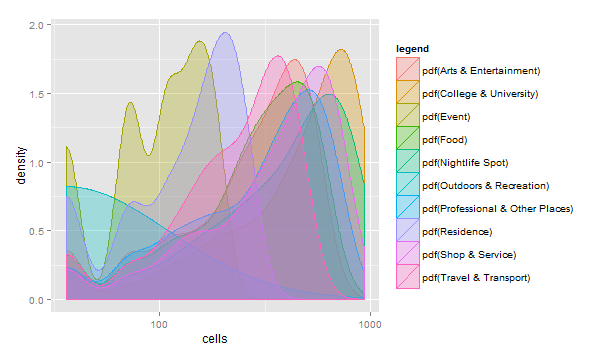 2.0
1.5
1.0
0.5
0.0
density
100
1000
cells
legend
pdf(Arts & Entertainment)
pdf(College & University)
pdf(Event)
pdf(Food)
pdf(Nightlife Spot)
pdf(Outdoors & Recreation)
pdf(Professional & Other Places)
pdf(Residence)
pdf(Shop & Service)
pdf(Travel & Transport)